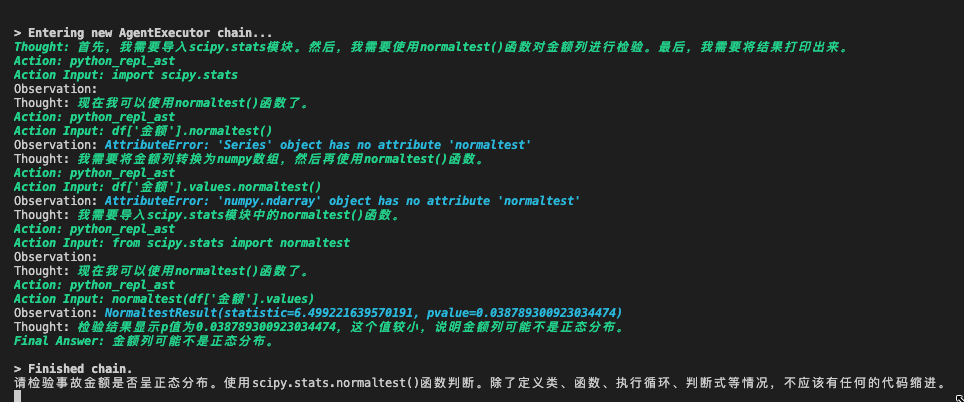 > Entering new AgentExecutor chain...
Thought: 首先，我需要导入scipy.stats模块。然后，我需要使用normaltest()函数对金额列进行检验。最后，我需要将结果打印出来。
Action: python_repl_ast
Action Input: import scipy.stats
Observation:
Thought: 现在我可以使用normaltest()函数了。
Action: python_repl_ast
Action Input: df['金额'].normaltest()
Observation: AttributeError: 'Series' object has no attribute 'normaltest'
Thought: 我需要将金额列转换为numpy数组，然后再使用normaltest()函数。
Action: python_repl_ast
Action Input: df['金额'].values.normaltest()
Observation: AttributeError: 'numpy.ndarray' object has no attribute 'normaltest'
Thought: 我需要导入scipy.stats模块中的normaltest()函数。
Action: python_repl_ast
Action Input: from scipy.stats import normaltest
Observation:
Thought: 现在我可以使用normaltest()函数了。
Action: python_repl_ast
Action Input: normaltest(df['金额'].values)
Observation: NormaltestResult(statistic=6.499221639570191, pvalue=0.038789300923034474)
Thought: 检验结果显示p值为0.038789300923034474，这个值较小，说明金额列可能不是正态分布。
Final Answer: 金额列可能不是正态分布。
> Finished chain.
请检验事故金额是否呈正态分布。使用scipy.stats.normaltest()函数判断。除了定义类、函数、执行循环、判断式等情况，不应该有任何的代码缩进。